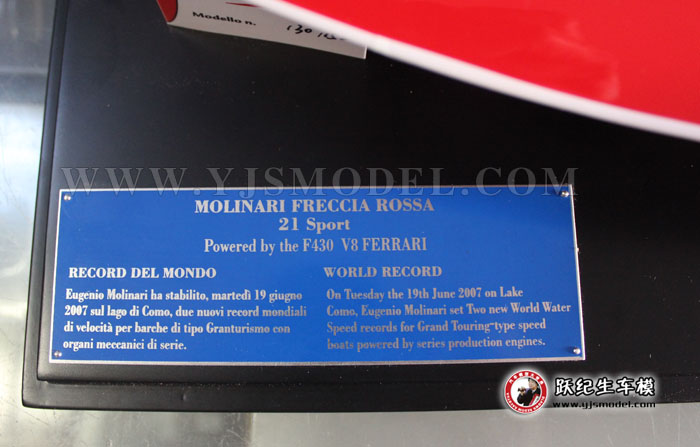 Modello n.
WWW.YJSMODEL.COM
MOLINARI FRECCIA ROSSA
21 Sport
Powered by the F430 V8 FERRARI
RECORD DEL MONDO
Eugenio Molinari ha stabilito, martedì 19 giugno
2007 sul lago di Como, due nuovi record mondiali
di velocità per barche di tipo Granturismo con
organi meccanici di serie.
WORLD RECORD
On Tuesday the 19th June 2007 on Lake
Como, Eugenio Molinari set Two new World Water
Speed records for Grand Touring-type speed
boats powered by series production engines.
跃纪生车模
www.yjsmodel.com